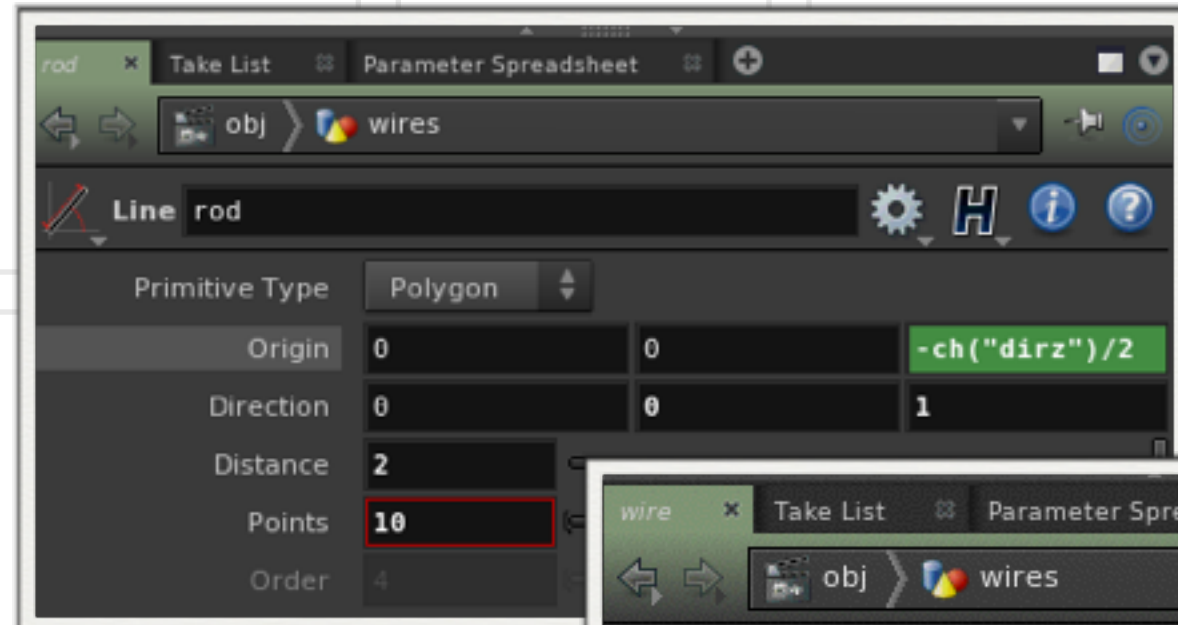 rod Take List Parameter Spreadsheet
obj wires
Line rod
Primitive Type Polygon
Origin 0 0 -ch("dirz")/2
Direction 0 0 1
Distance 2
Points 10
Order 4
wire Take List Parameter Spre
obj wires